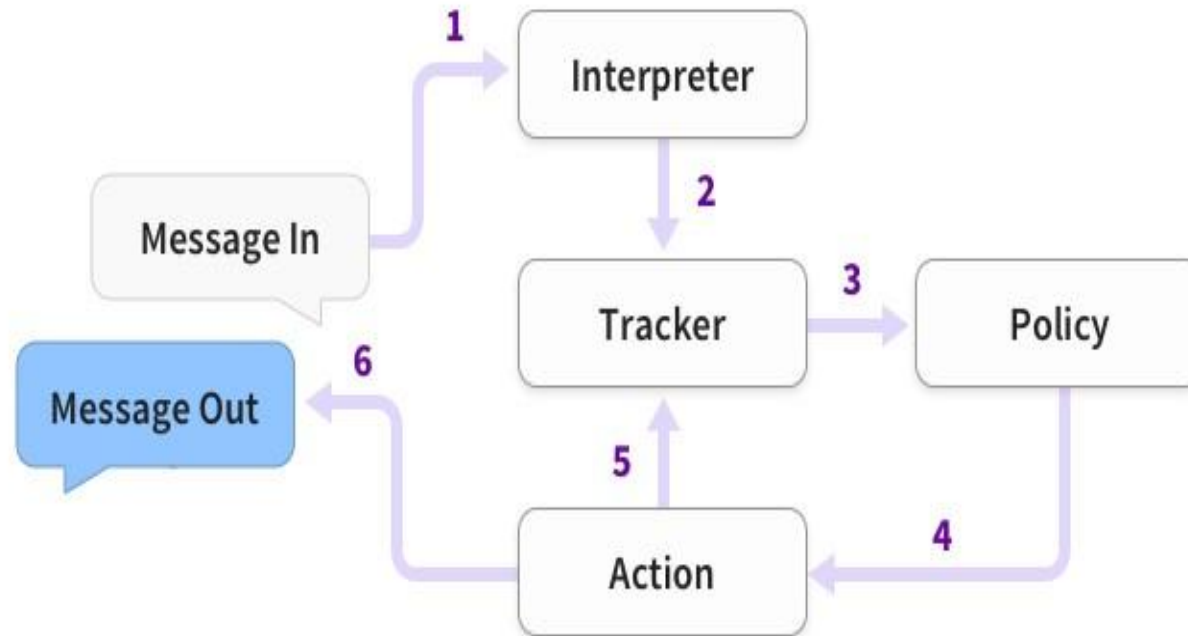 1
Interpreter
2
Message In
Tracker
3
Policy
6
Message Out
5
4
Action